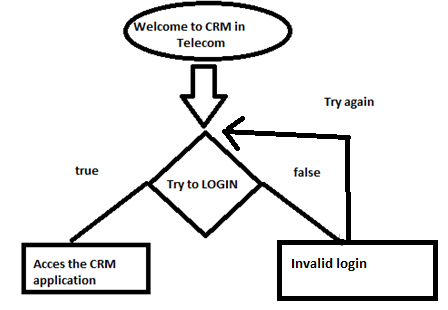 Welcome to CRM in
Telecom
Try again
true
Try to LOGIN
false
Acces the CRM
application
Invalid login